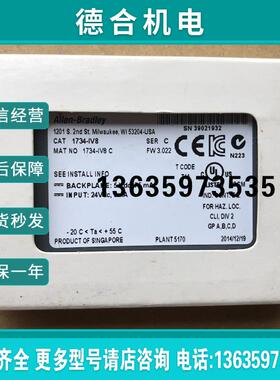 德合机电
Allen-Bradley
1201 S. 2nd St. Milwaukee, WI 53204-USA
CAT 1734-IV8 SER C
MAT NO 1734-IV8 C FW 3.022
SN 39021932
N223
SEE INSTALL INFO
T CODE
LISTED
BACKPLANE: 5
INPUT: 24V
13635973535
FOR HAZ. LOC.
CLI, DIV 2
GP A,B,C,D
- 20 C < Ta < + 55 C
PRODUCT OF SINGAPORE PLANT 5170 2014/12/19
信经营
后保障
货秒发
保一年
齐全 更多型号请店咨询 电话:1363597